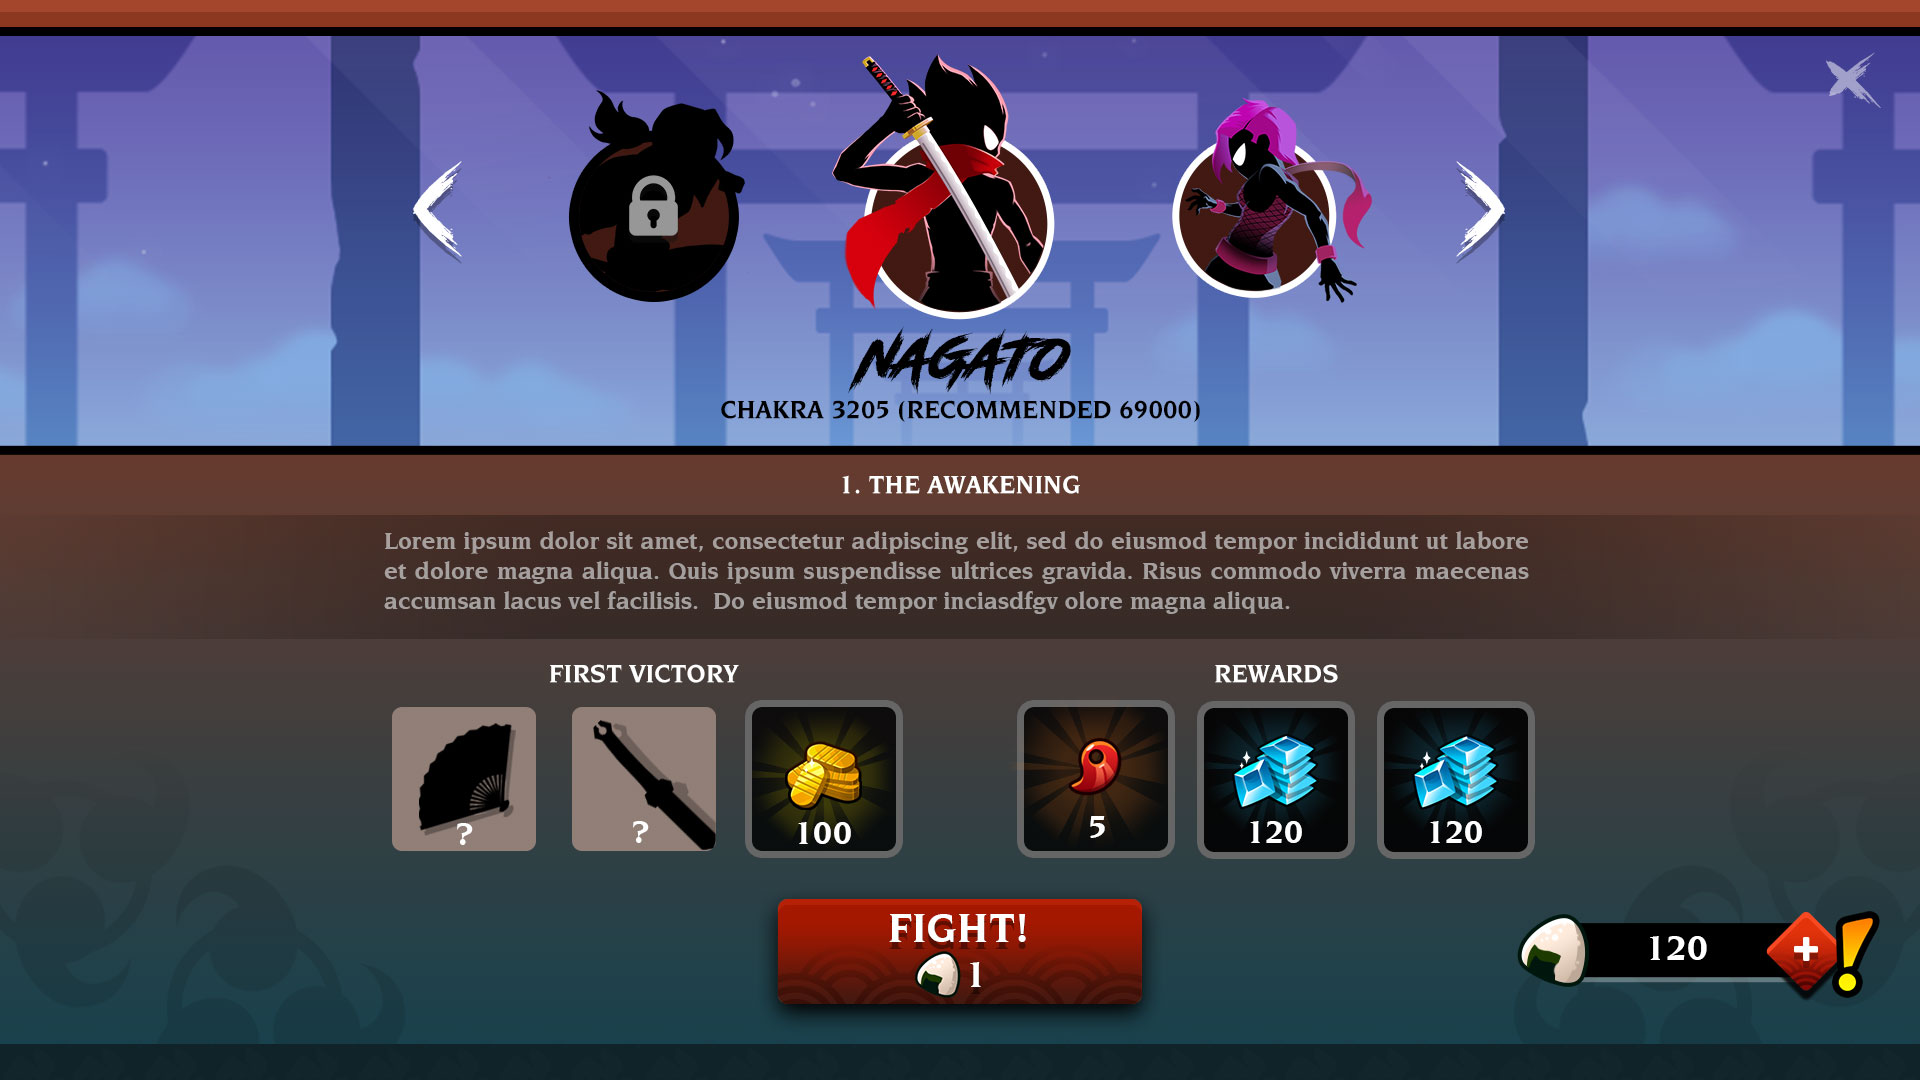 NAGATO
CHAKRA 3205 (RECOMMENDED 69000)
1. THE AWAKENING
Lorem ipsum dolor sit amet, consectetur adipiscing elit, sed do eiusmod tempor incididunt ut labore
et dolore magna aliqua. Quis ipsum suspendisse ultrices gravida. Risus commodo viverra maecenas
accumsan lacus vel facilisis. Do eiusmod tempor inciasdfgv olore magna aliqua.
FIRST VICTORY
?
?
100
REWARDS
5
120
120
FIGHT!
1
120